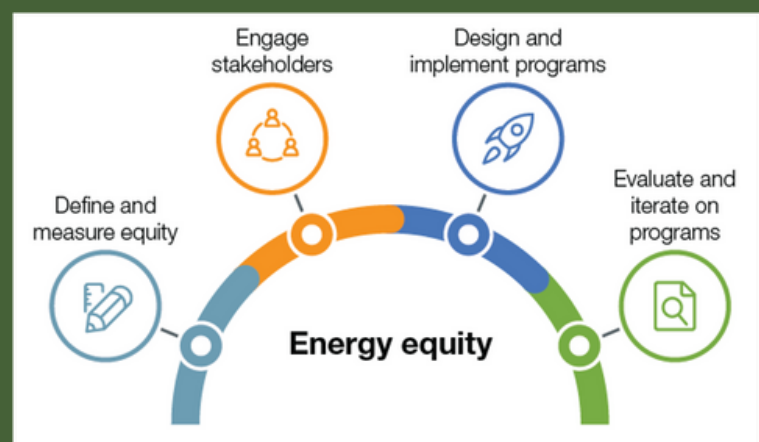 Engage
stakeholders
Design and
implement programs
Define and
measure equity
Evaluate and
iterate on
programs
Energy equity